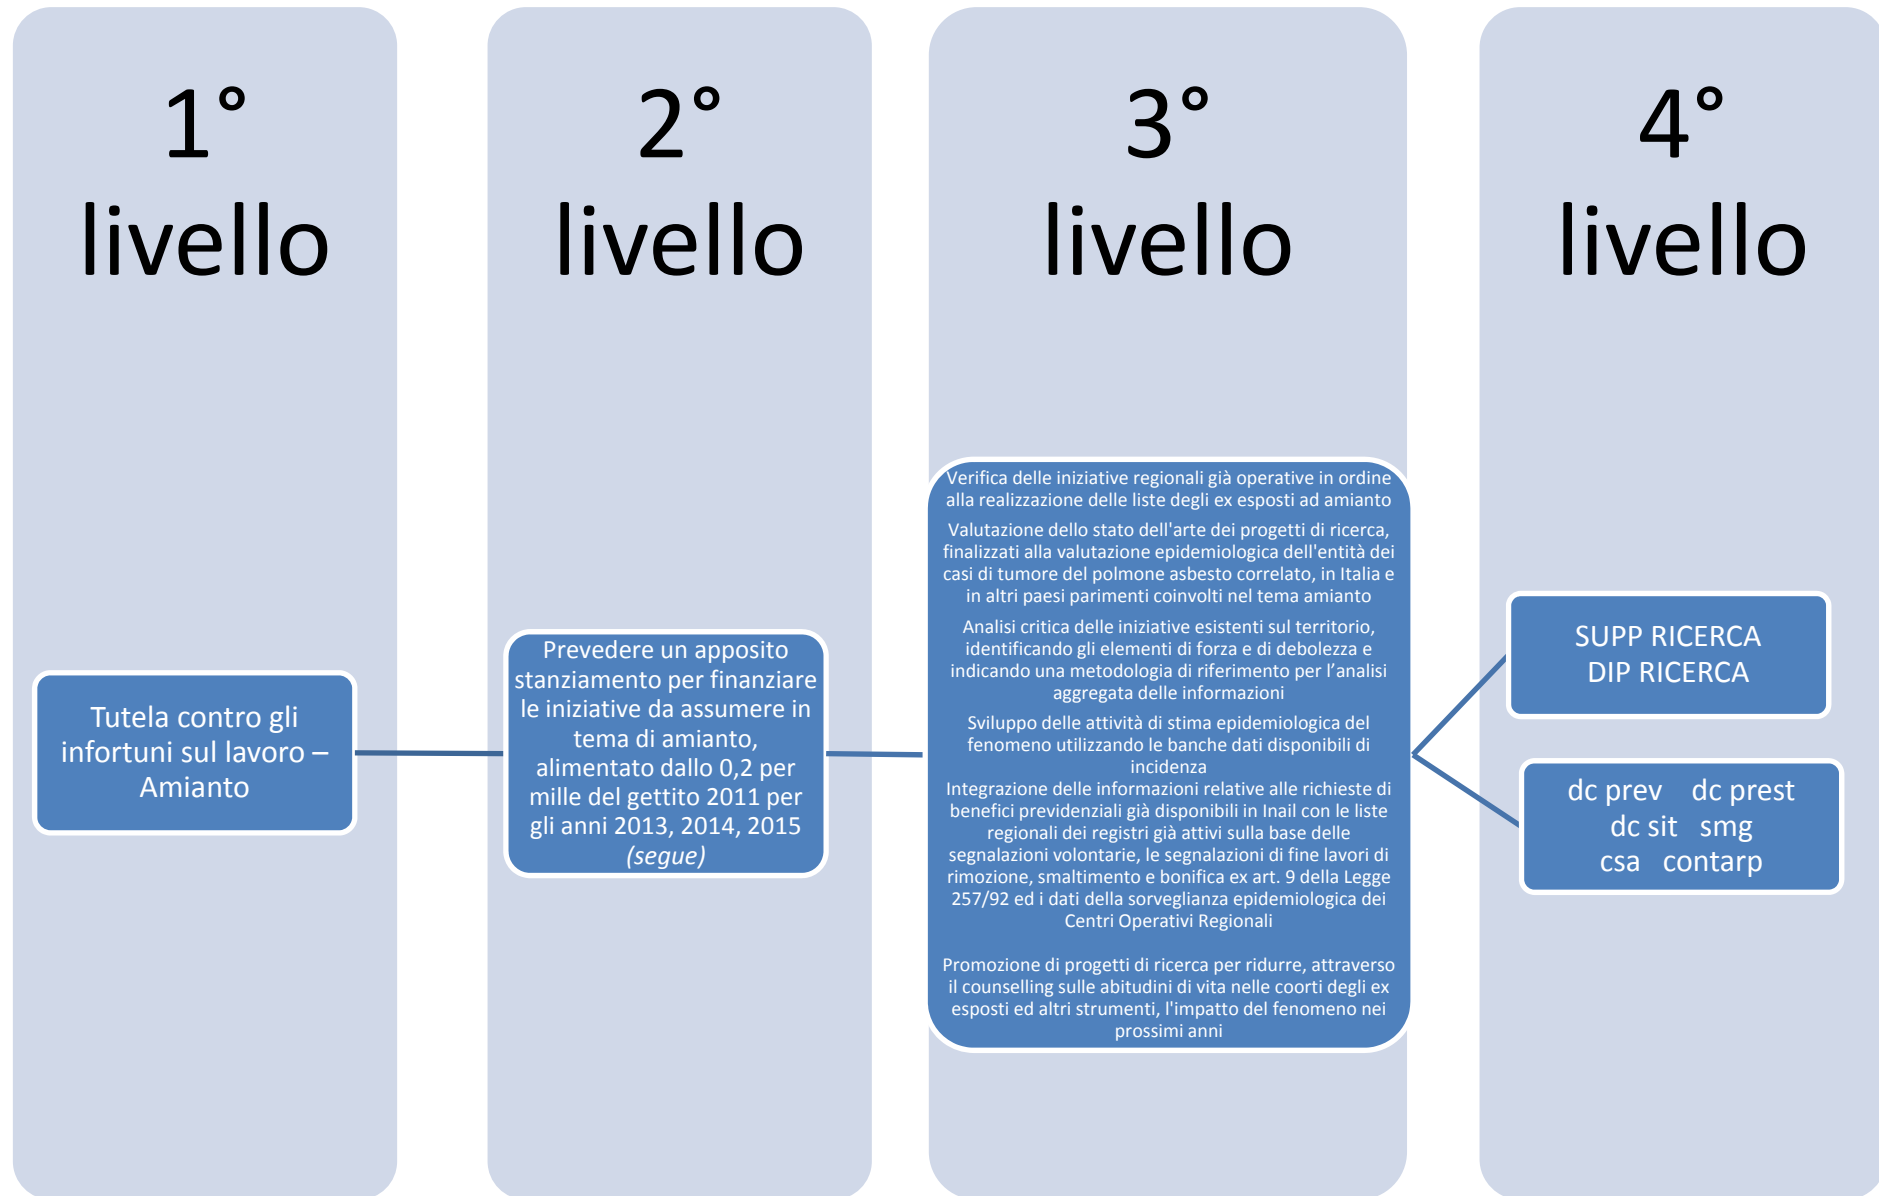 1°
livello
2°
livello
3°
livello
4°
livello
Tutela contro gli
infortuni sul lavoro –
Amianto
Prevedere un apposito
stanziamento per finanziare
le iniziative da assumere in
tema di amianto,
alimentato dallo 0,2 per
mille del gettito 2011 per
gli anni 2013, 2014, 2015
(segue)
Verifica delle iniziative regionali già operative in ordine
alla realizzazione delle liste degli ex esposti ad amianto
Valutazione dello stato dell'arte dei progetti di ricerca,
finalizzati alla valutazione epidemiologica dell'entità dei
casi di tumore del polmone asbesto correlato, in Italia e
in altri paesi parimenti coinvolti nel tema amianto
Analisi critica delle iniziative esistenti sul territorio,
identificando gli elementi di forza e di debolezza e
indicando una metodologia di riferimento per l’analisi
aggregata delle informazioni
Sviluppo delle attività di stima epidemiologica del
fenomeno utilizzando le banche dati disponibili di
incidenza
Integrazione delle informazioni relative alle richieste di
benefici previdenziali già disponibili in Inail con le liste
regionali dei registri già attivi sulla base delle
segnalazioni volontarie, le segnalazioni di fine lavori di
rimozione, smaltimento e bonifica ex art. 9 della Legge
257/92 ed i dati della sorveglianza epidemiologica dei
Centri Operativi Regionali
Promozione di progetti di ricerca per ridurre, attraverso
il counselling sulle abitudini di vita nelle coorti degli ex
esposti ed altri strumenti, l'impatto del fenomeno nei
prossimi anni
SUPP RICERCA
DIP RICERCA
dc prev dc prest
dc sit smg
csa contarp